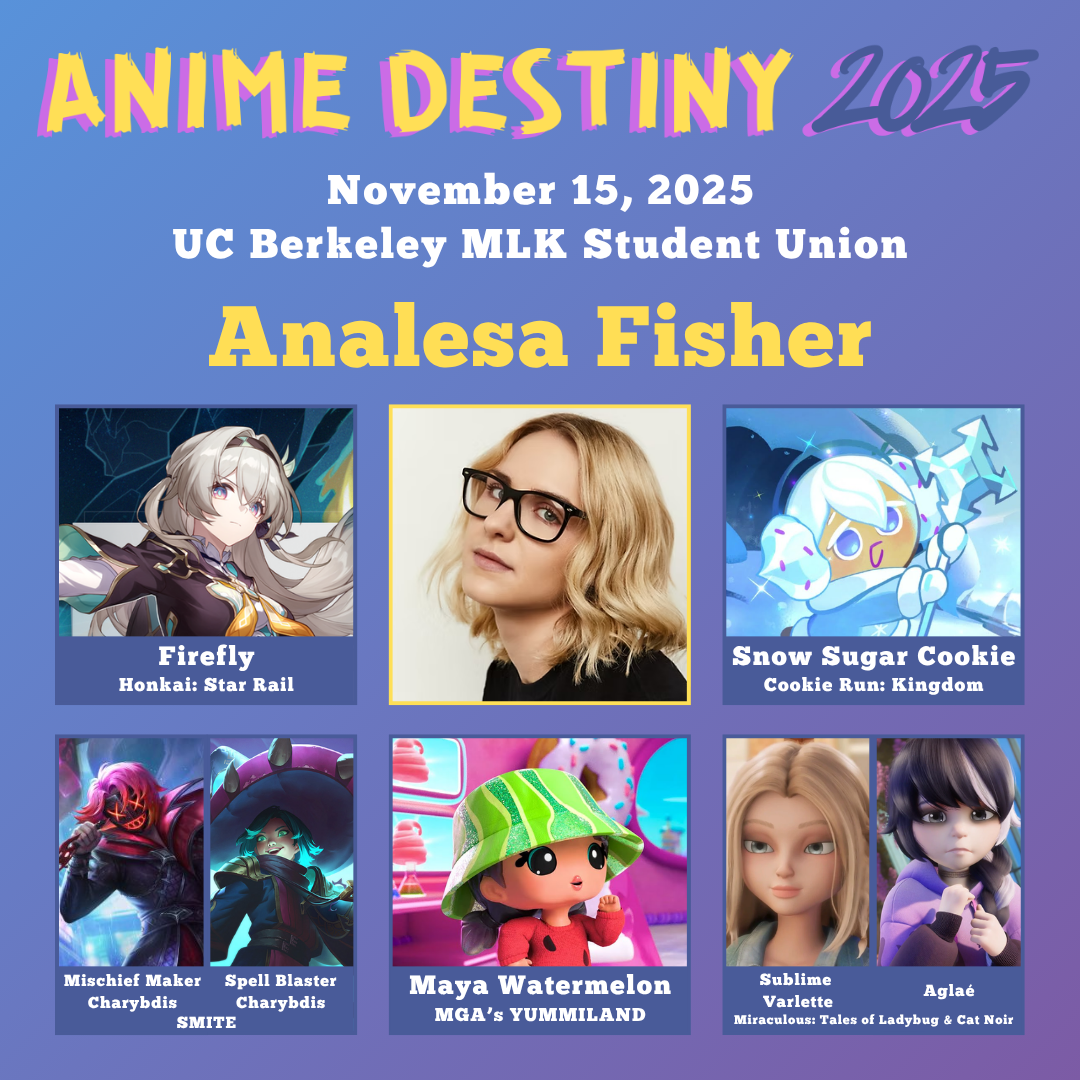 ANIME DESTINY 2025
November 15, 2025
UC Berkeley MLK Student Union
Analesa Fisher
Firefly
Honkai: Star Rail
Snow Sugar Cookie
Cookie Run: Kingdom
Mischief Maker
Charybdis
Spell Blaster
Charybdis
SMITE
Maya Watermelon
MGA's YUMMILAND
Sublime
Varlette
Aglaé
Miraculous: Tales of Ladybug & Cat Noir